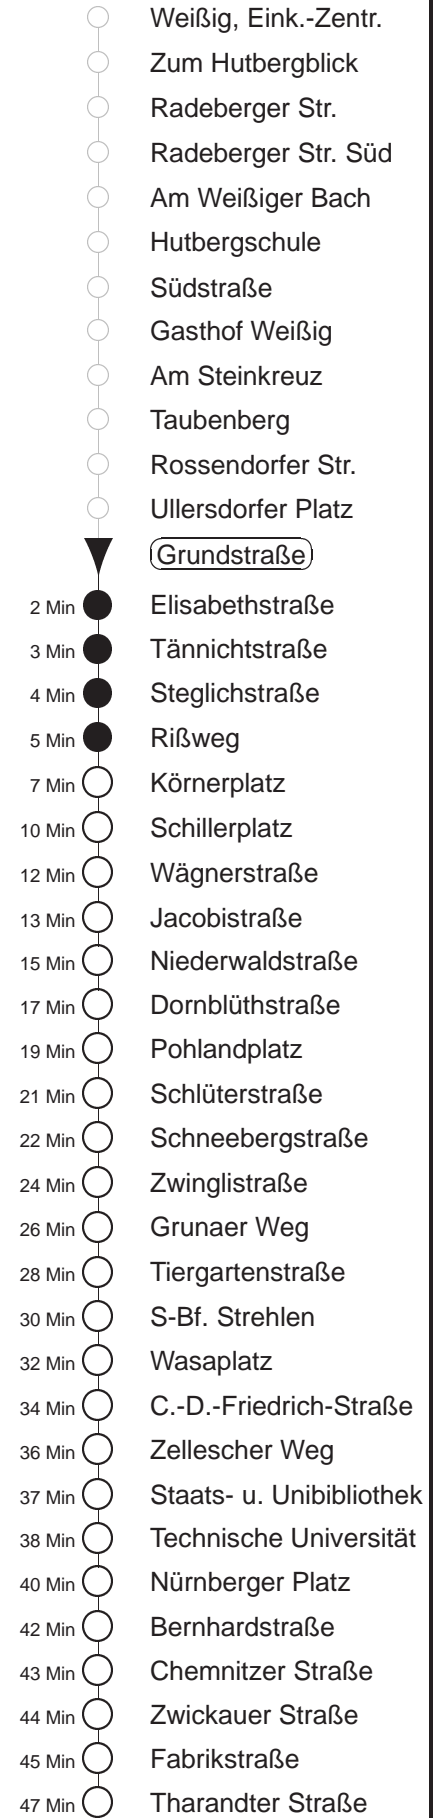 Weißig, Eink.-Zentr.
Zum Hutbergblick
Radeberger Str.
Radeberger Str. Süd
Am Weißiger Bach
Hutbergschule
Südstraße
Gasthof Weißig
Am Steinkreuz
Taubenberg
Rossendorfer Str.
Ullersdorfer Platz
Grundstraße
2 Min Elisabethstraße
3 Min Tännichtstraße
4 Min Steglichstraße
5 Min Rißweg
7 Min Körnerplatz
10 Min Schillerplatz
12 Min Wägnerstraße
13 Min Jacobistraße
15 Min Niederwaldstraße
17 Min Dornblüthstraße
19 Min Pohlandplatz
21 Min Schlüterstraße
22 Min Schneebergstraße
24 Min Zwinglistraße
26 Min Grunaer Weg
28 Min Tiergartenstraße
30 Min S-Bf. Strehlen
32 Min Wasaplatz
34 Min C.-D.-Friedrich-Straße
36 Min Zellescher Weg
37 Min Staats- u. Unibibliothek
38 Min Technische Universität
40 Min Nürnberger Platz
42 Min Bernhardstraße
43 Min Chemnitzer Straße
44 Min Zwickauer Straße
45 Min Fabrikstraße
47 Min Tharandter Straße